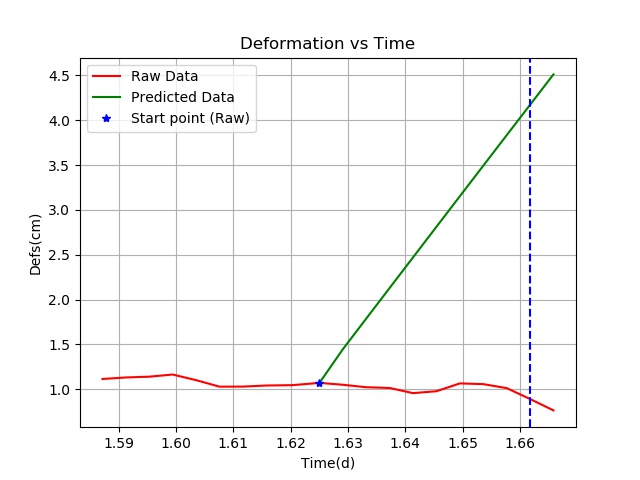 Deformation vs Time
Raw Data
Predicted Data
Start point (Raw)
Defs(cm)
4.5
4.0
3.5
3.0
2.5
2.0
1.5
1.0
1.59 1.60 1.61 1.62 1.63 1.64 1.65 1.66
Time(d)